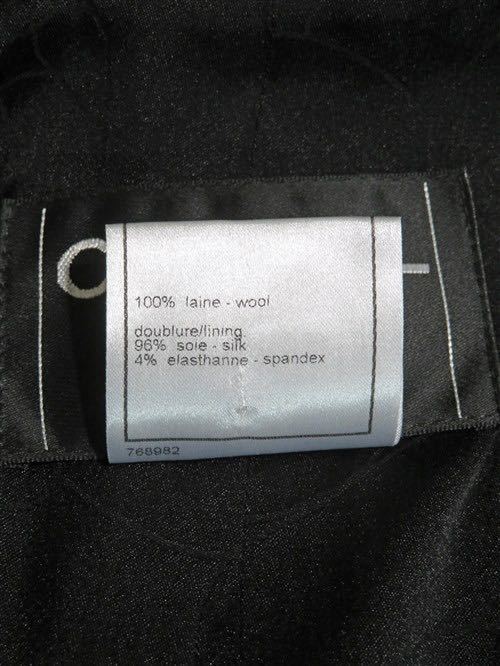 100% laine - wool
doublure/lining
96% soie - silk
4% elasthanne - spandex
768982